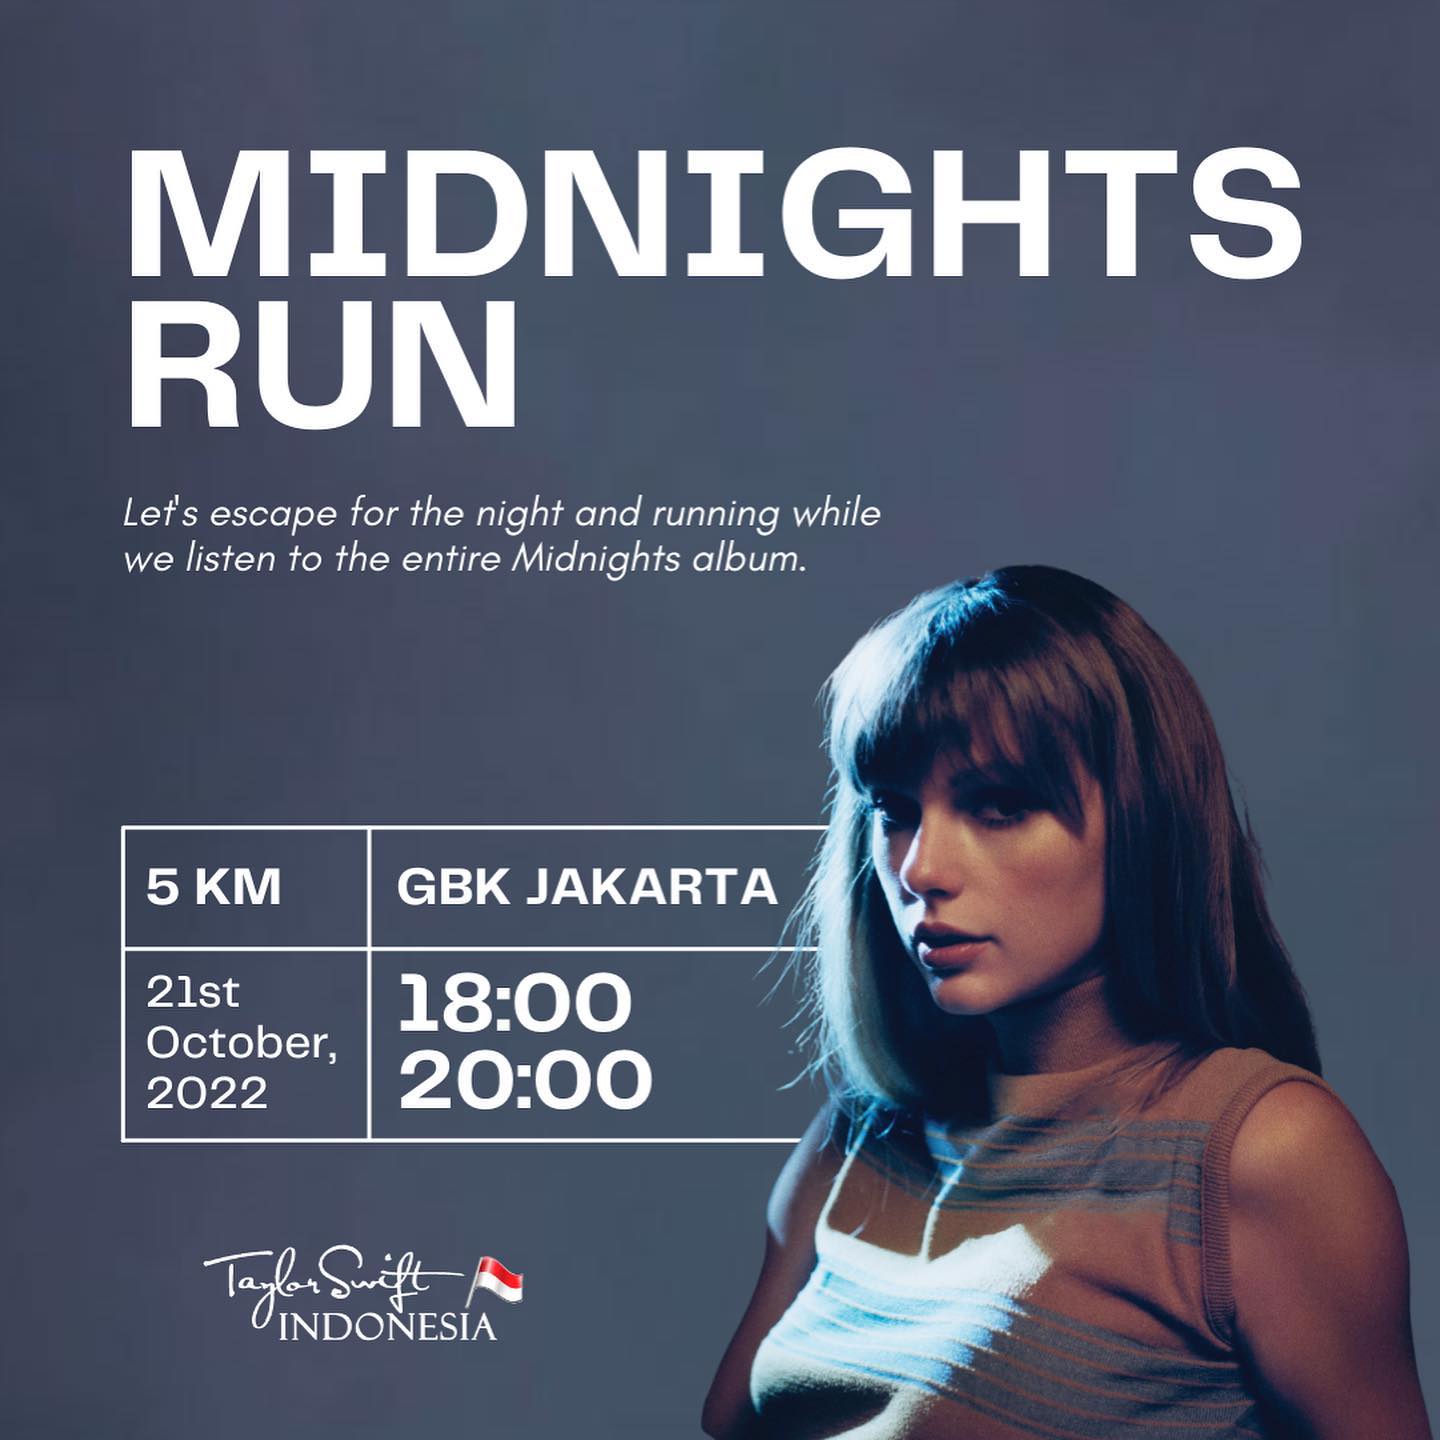 MIDNIGHTS
RUN
Let's escape for the night and running while
we listen to the entire Midnights album.
5 KM
GBK JAKARTA
21st
October,
2022
18:00
20:00
Taylor Swift
INDONESIA